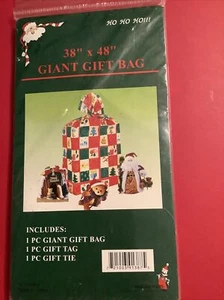 HO HO HO!!!
38" x 48"
GIANT GIFT BAG
INCLUDES:
1 PC GIANT GIFT BAG
1 PC GIFT TAG
1 PC GIFT TIE